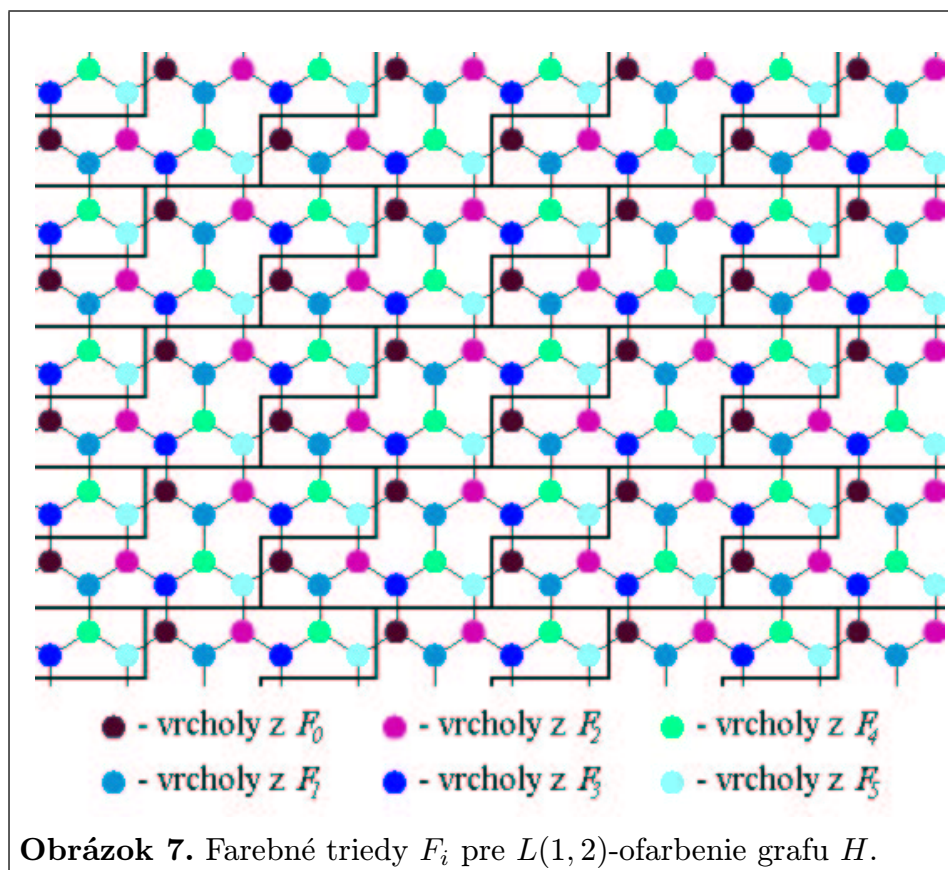 - vrcholy z F₀ - vrcholy z F₂ - vrcholy z F₄
- vrcholy z F₁ - vrcholy z F₃ - vrcholy z F₅
Obrázok 7. Farebné triedy Fᵢ pre L(1, 2)-ofarbenie grafu H.